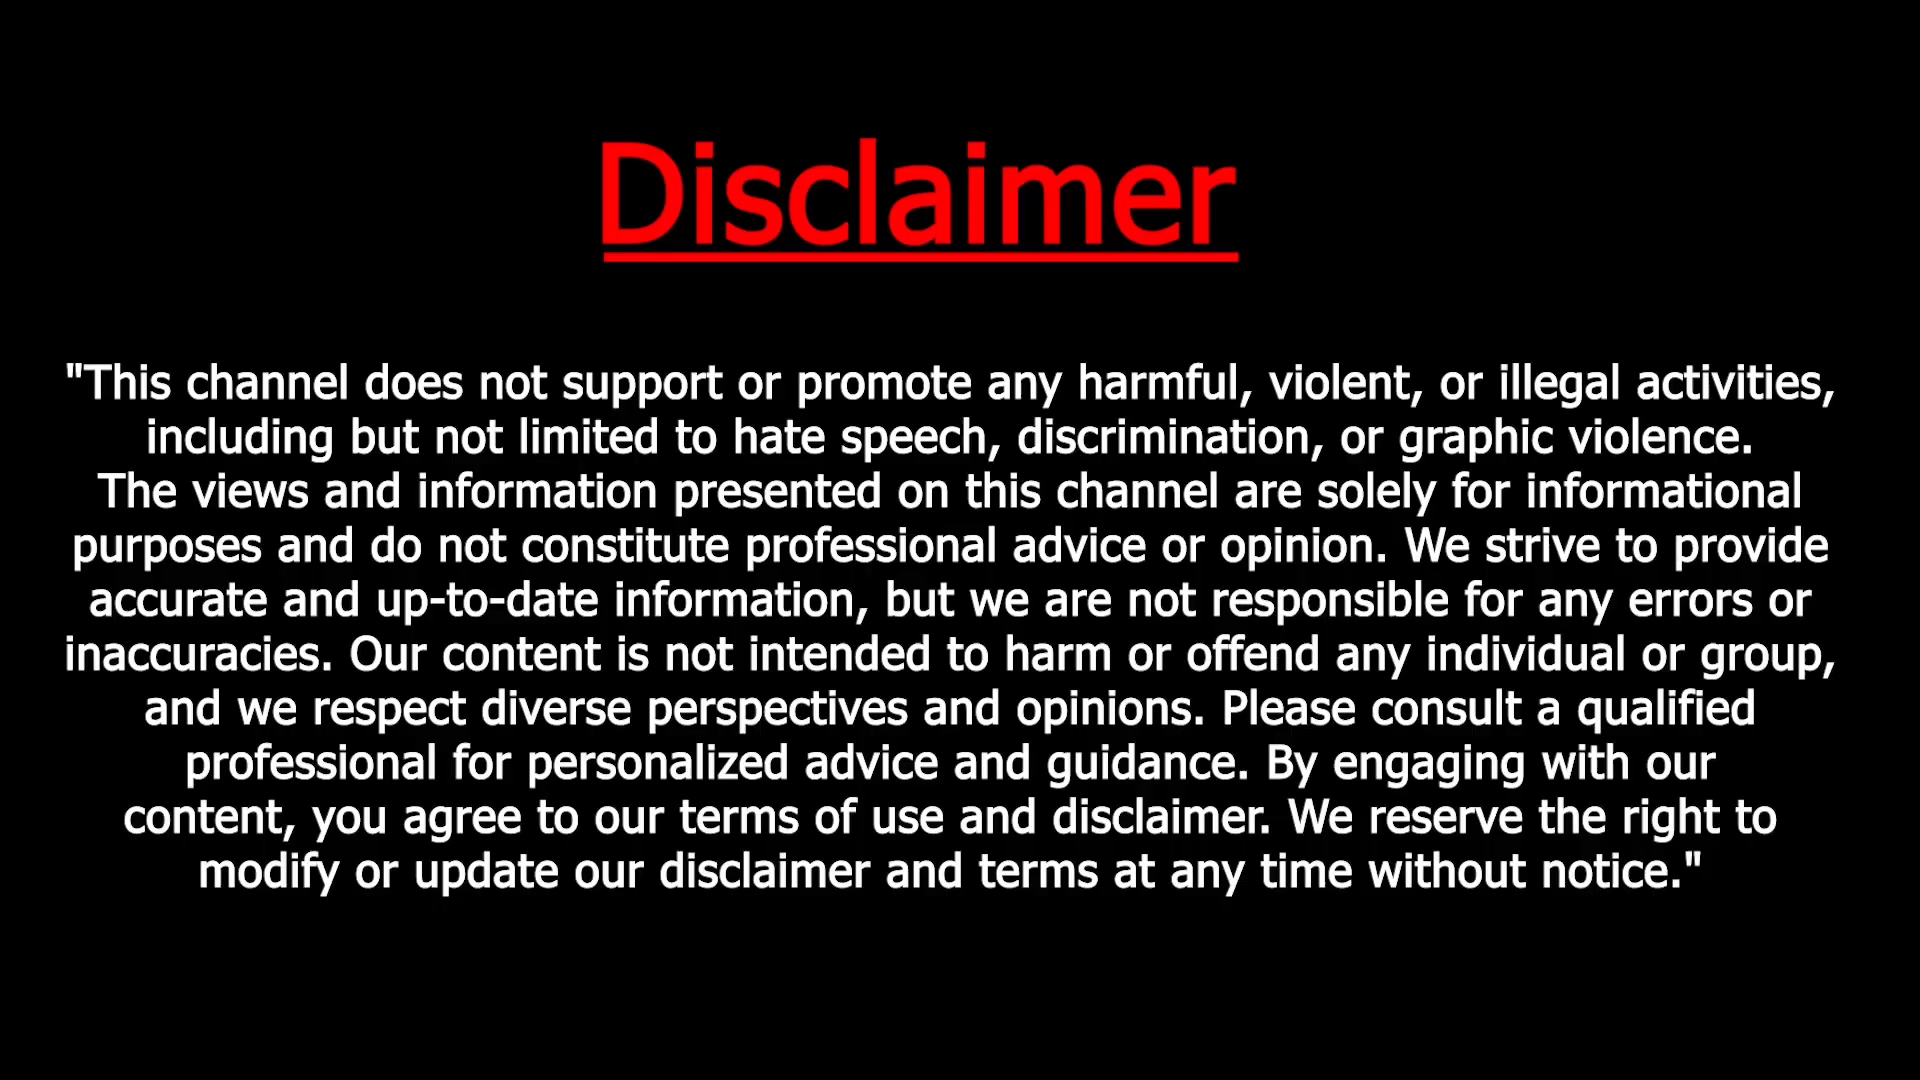 Disclaimer
"This channel does not support or promote any harmful, violent, or illegal activities,
including but not limited to hate speech, discrimination, or graphic violence.
The views and information presented on this channel are solely for informational
purposes and do not constitute professional advice or opinion. We strive to provide
accurate and up-to-date information, but we are not responsible for any errors or
inaccuracies. Our content is not intended to harm or offend any individual or group,
and we respect diverse perspectives and opinions. Please consult a qualified
professional for personalized advice and guidance. By engaging with our
content, you agree to our terms of use and disclaimer. We reserve the right to
modify or update our disclaimer and terms at any time without notice."